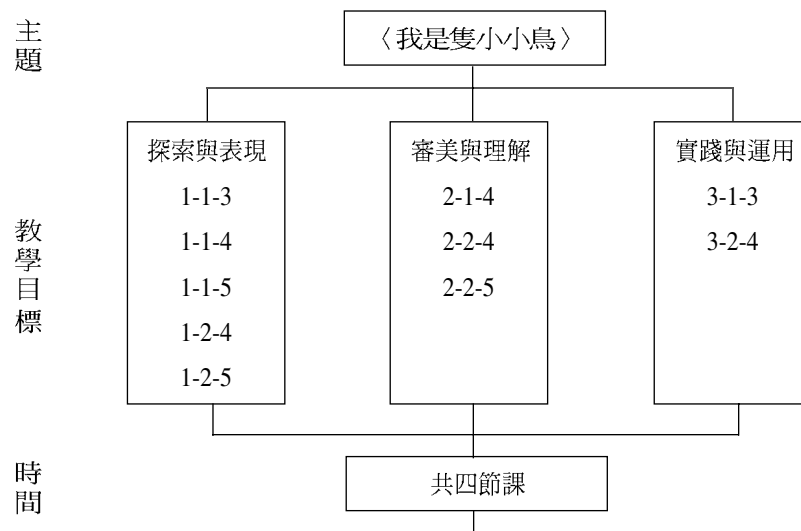 主題
〈我是隻小小鳥〉
教學目標
探索與表現
1-1-3
1-1-4
1-1-5
1-2-4
1-2-5
審美與理解
2-1-4
2-2-4
2-2-5
實踐與運用
3-1-3
3-2-4
時間
共四節課